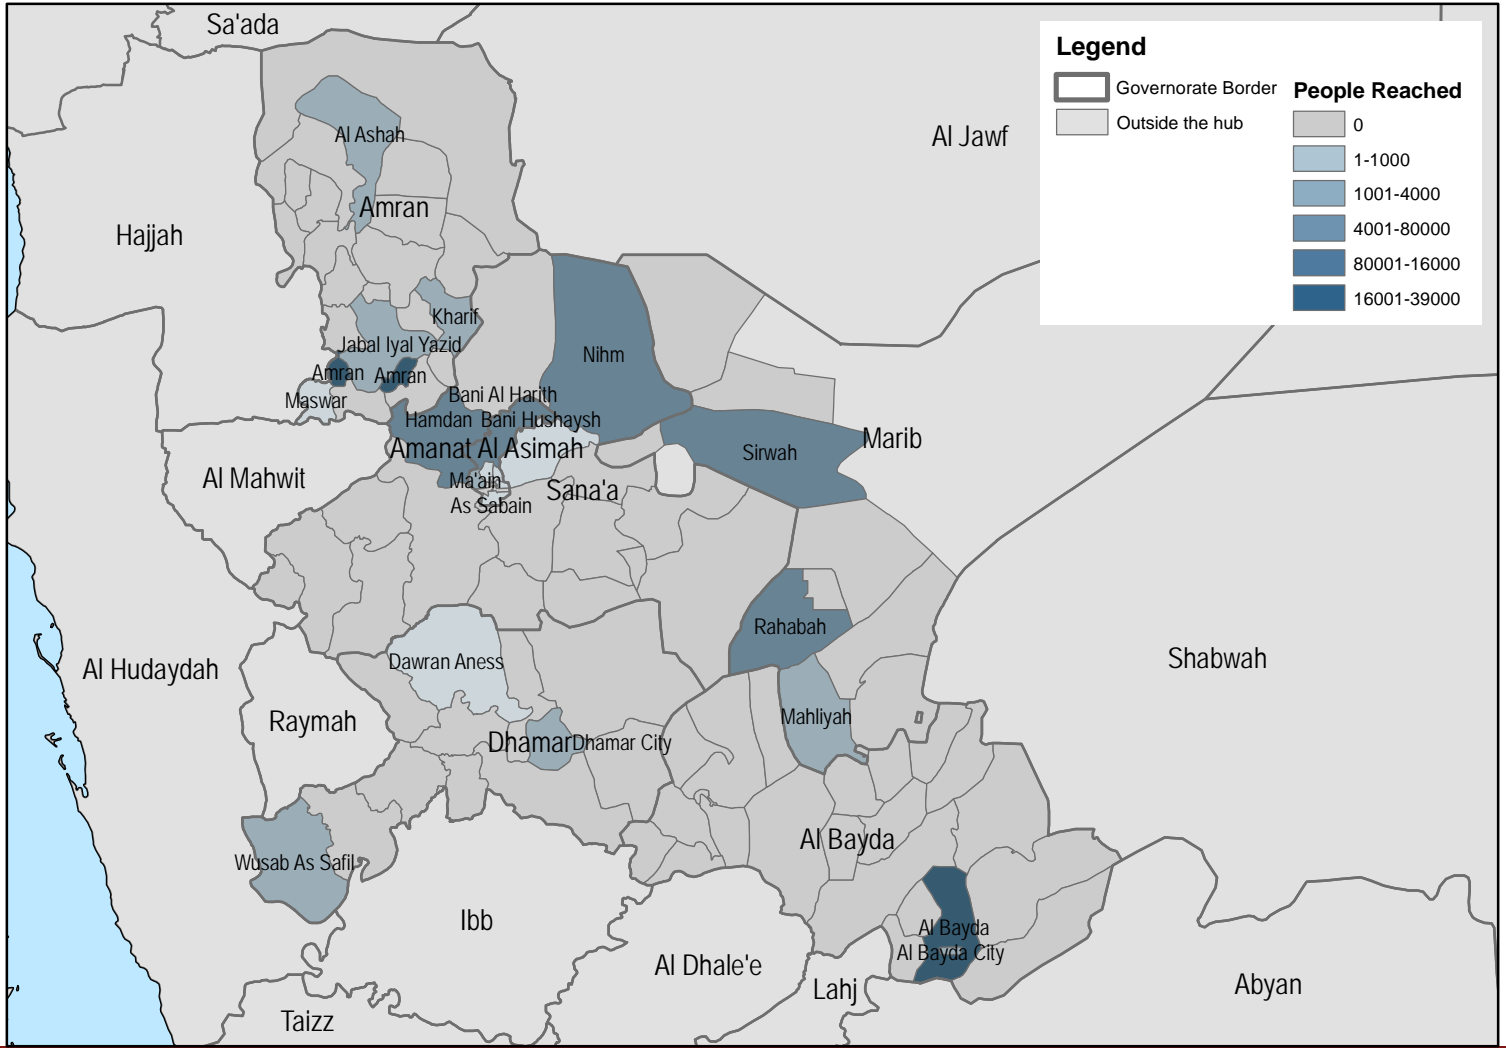 Sa'ada
Legend
Governorate Border
Outside the hub
People Reached
0
1-1000
1001-4000
4001-80000
80001-16000
16001-39000
Al Ashah
Al Jawf
Amran
Hajjah
Kharif
Jabal Iyal Yazid
Nihm
Amran
Amran
Maswar
Bani Al Harith
Hamdan
Bani Hushaysh
Amanat Al Asimah
Marib
Sirwah
Al Mahwit
Ma'ain
Sana'a
As Sabain
Rahabah
Dawran Aness
Shabwah
Al Hudaydah
Raymah
Mahliyah
Dhamar
Dhamar City
Al Bayda
Wusab As Safil
Ibb
Al Bayda
Al Bayda City
Al Dhale'e
Lahj
Abyan
Taizz